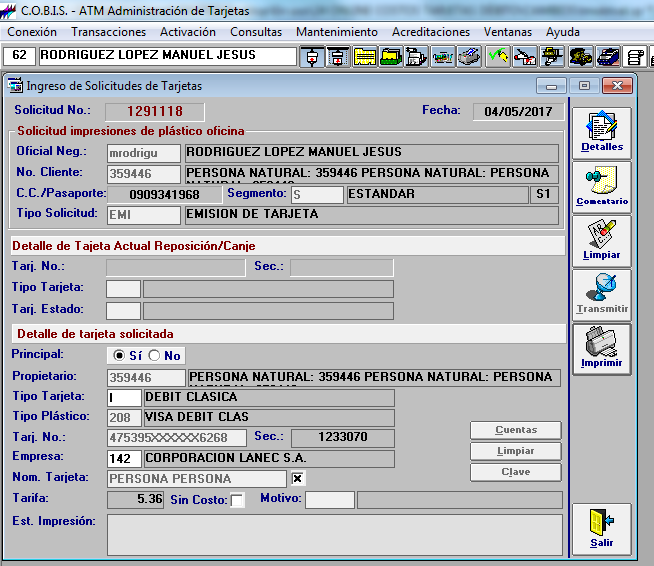 C.O.B.I.S. - ATM Administración de Tarjetas
Conexión Transacciones Activación Consultas Mantenimiento Acreditaciones Ventanas Ayuda
62 RODRIGUEZ LOPEZ MANUEL JESUS
Ingreso de Solicitudes de Tarjetas
Solicitud No.: 1291118 Fecha: 04/05/2017
Solicitud impresiones de plástico oficina
Oficial Neg.: mrodrigu RODRIGUEZ LOPEZ MANUEL JESUS
No. Cliente: 359446 PERSONA NATURAL: 359446 PERSONA NATURAL: PERSONA
C.C./Pasaporte: 0909341968 Segmento: S ESTANDAR S1
Tipo Solicitud: EMI EMISION DE TARJETA
Detalle de Tajeta Actual Reposición/Canje
Tarj. No.: Sec.:
Tipo Tarjeta:
Tarj. Estado:
Detalle de tarjeta solicitada
Principal: Sí No
Propietario: 359446 PERSONA NATURAL: 359446 PERSONA NATURAL: PERSONA
Tipo Tarjeta: I DEBIT CLASICA
Tipo Plástico: 208 VISA DEBIT CLAS
Tarj. No.: 475395XXXXXX6268 Sec.: 1233070
Empresa: 142 CORPORACION LANEC S.A.
Nom. Tarjeta: PERSONA PERSONA
Tarifa: 5.36 Sin Costo: Motivo:
Est. Impresión:
Cuentas
Limpiar
Clave
Detalles
Comentario
Limpiar
Transmitir
Imprimir
Salir